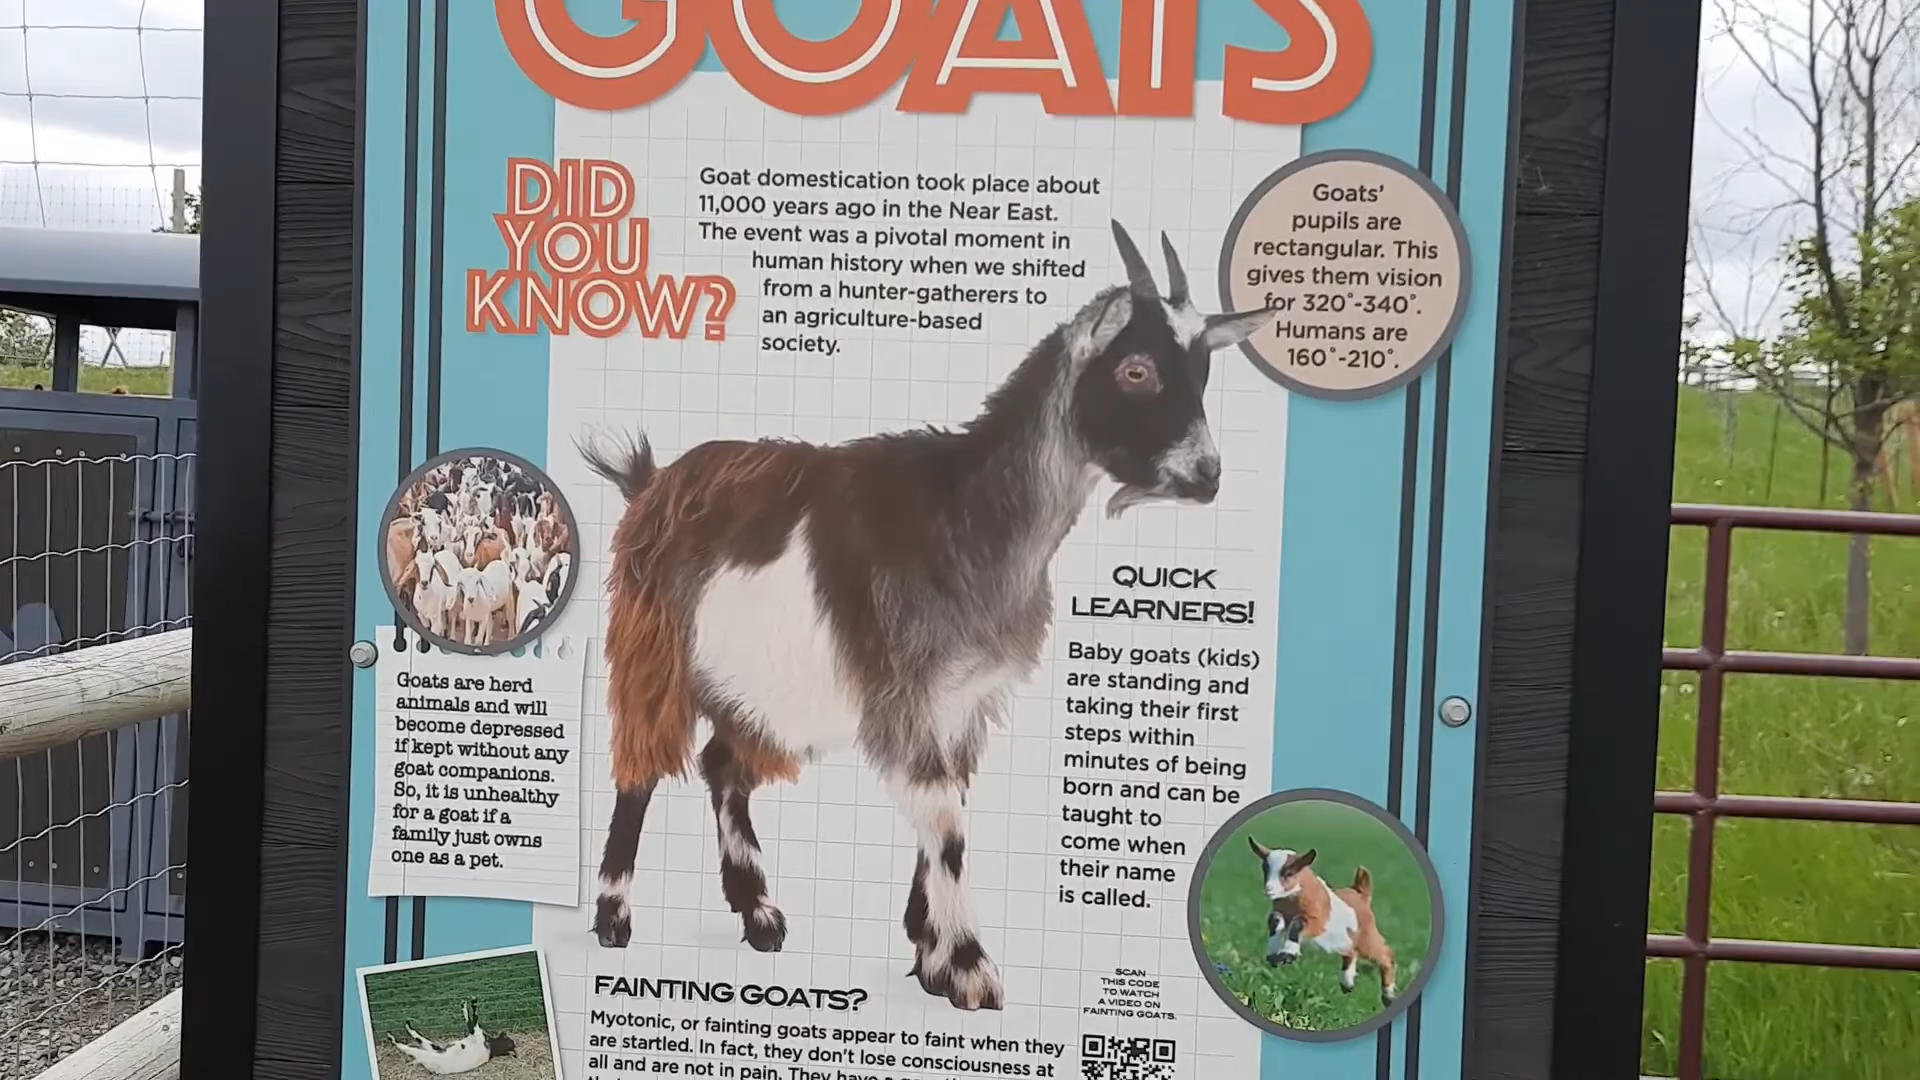 GOATS
DID
YOU
KNOW?
Goat domestication took place about
11,000 years ago in the Near East.
The event was a pivotal moment in
human history when we shifted
from a hunter-gatherers to
an agriculture-based
society.
Goats'
pupils are
rectangular. This
gives them vision
for 320°-340°.
Humans are
160°-210°.
Goats are herd
animals and will
become depressed
if kept without any
goat companions.
So, it is unhealthy
for a goat if a
family just owns
one as a pet.
QUICK
LEARNERS!
Baby goats (kids)
are standing and
taking their first
steps within
minutes of being
born and can be
taught to
come when
their name
is called.
FAINTING GOATS?
Myotonic, or fainting goats appear to faint when they
are startled. In fact, they don't lose consciousness at
all and are not in pain. They have a
SCAN
THIS CODE
TO WATCH
A VIDEO ON
FAINTING GOATS.